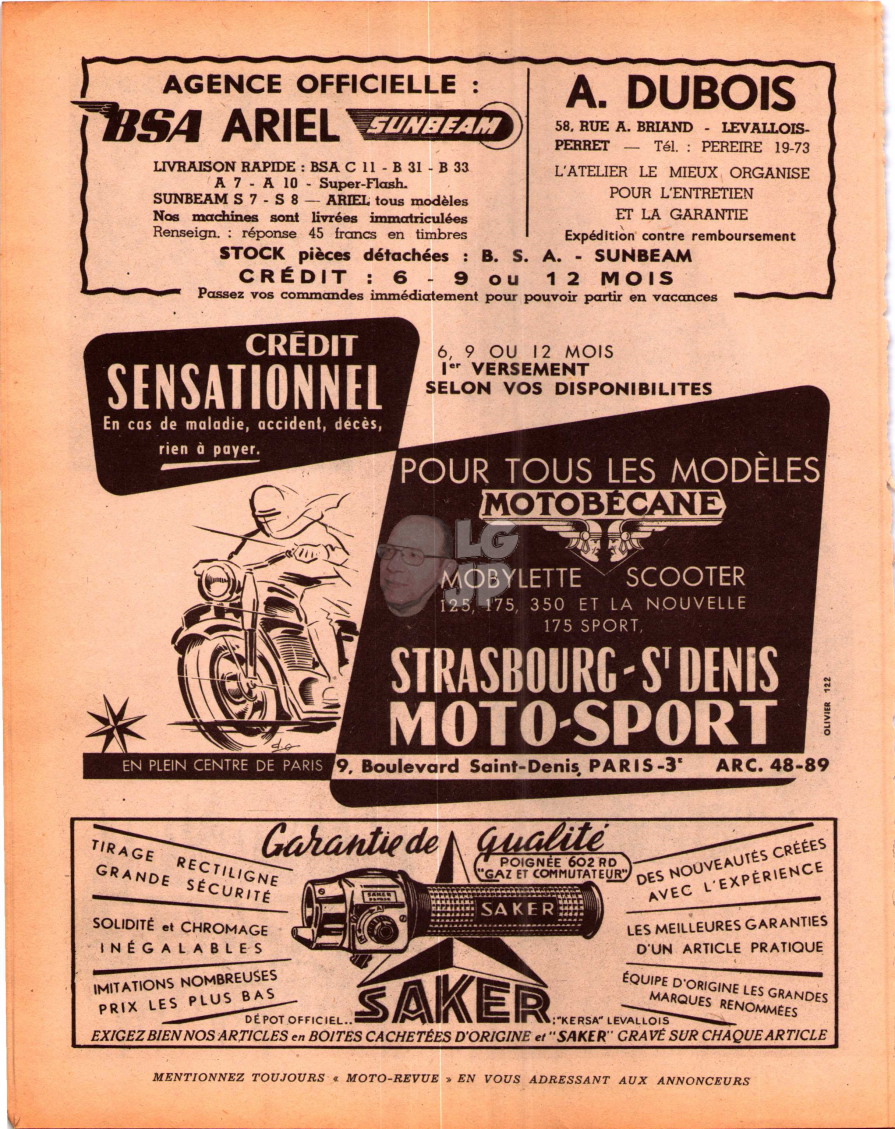 AGENCE OFFICIELLE :
BSA ARIEL SUNBEAM
LIVRAISON RAPIDE : BSA C 11 - B 31 - B 33
A 7 - A 10 - Super-Flash.
SUNBEAM S 7 - S 8 — ARIEL tous modèles
Nos machines sont livrées immatriculées
Renseign. : réponse 45 francs en timbres
A. DUBOIS
58, RUE A. BRIAND - LEVALLOIS-
PERRET — Tél. : PEREIRE 19-73
L'ATELIER LE MIEUX ORGANISE
POUR L'ENTRETIEN
ET LA GARANTIE
Expédition contre remboursement
STOCK pièces détachées : B. S. A. - SUNBEAM
CRÉDIT : 6 - 9 ou 12 MOIS
Passez vos commandes immédiatement pour pouvoir partir en vacances
CRÉDIT
SENSATIONNEL
En cas de maladie, accident, décès,
rien à payer.
6, 9 OU 12 MOIS
1er VERSEMENT
SELON VOS DISPONIBILITES
POUR TOUS LES MODÈLES
MOTOBÉCANE
LG
JP
MOBYLETTE SCOOTER
125, 175, 350 ET LA NOUVELLE
175 SPORT,
STRASBOURG-ST DENIS
MOTO-SPORT
OLIVIER 122
EN PLEIN CENTRE DE PARIS 9, Boulevard Saint-Denis, PARIS-3e ARC. 48-89
Garantie de qualité
POIGNÉE 602 RD
"GAZ ET COMMUTATEUR"
TIRAGE RECTILIGNE
GRANDE SÉCURITÉ
SOLIDITÉ et CHROMAGE
INÉGALABLES
IMITATIONS NOMBREUSES
PRIX LES PLUS BAS
SAKER
SAKER
DES NOUVEAUTÉS CRÉÉES
AVEC L'EXPÉRIENCE
LES MEILLEURES GARANTIES
D'UN ARTICLE PRATIQUE
ÉQUIPE D'ORIGINE LES GRANDES
MARQUES RENOMMÉES
SAKER
DÉPOT OFFICIEL.. :"KERSA" LEVALLOIS
EXIGEZ BIEN NOS ARTICLES en BOITES CACHETÉES D'ORIGINE et "SAKER" GRAVÉ SUR CHAQUE ARTICLE
MENTIONNEZ TOUJOURS « MOTO-REVUE » EN VOUS ADRESSANT AUX ANNONCEURS